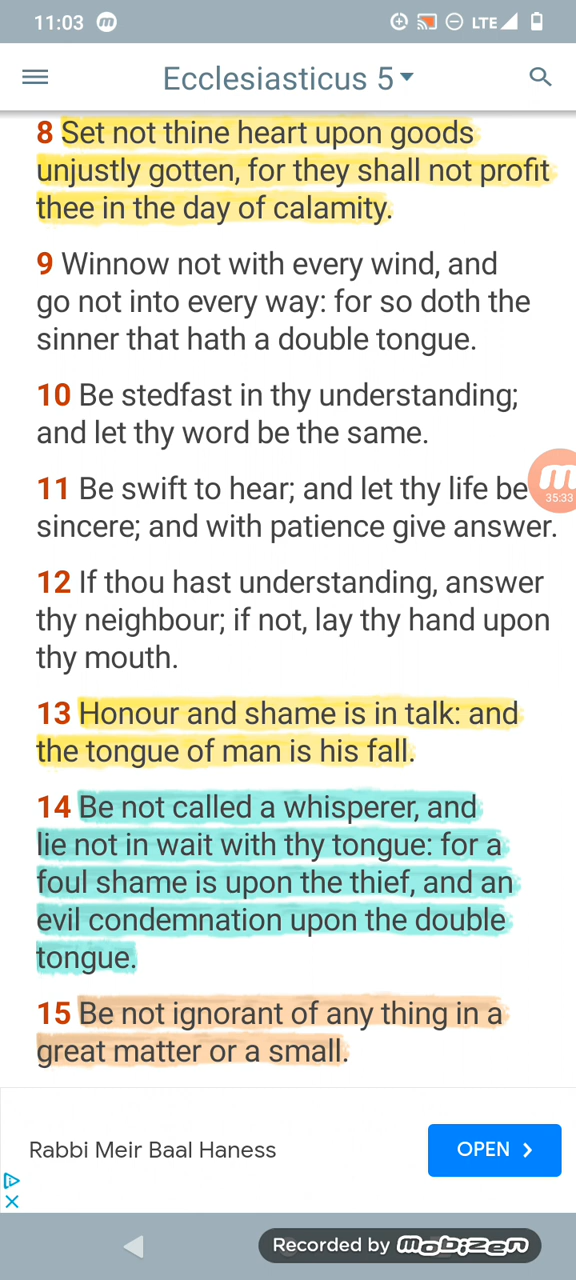 11:03 m LTE
Ecclesiasticus 5
8 Set not thine heart upon goods
unjustly gotten, for they shall not profit
thee in the day of calamity.
9 Winnow not with every wind, and
go not into every way: for so doth the
sinner that hath a double tongue.
10 Be stedfast in thy understanding;
and let thy word be the same.
11 Be swift to hear; and let thy life be
sincere; and with patience give answer.
m
35:33
12 If thou hast understanding, answer
thy neighbour; if not, lay thy hand upon
thy mouth.
13 Honour and shame is in talk: and
the tongue of man is his fall.
14 Be not called a whisperer, and
lie not in wait with thy tongue: for a
foul shame is upon the thief, and an
evil condemnation upon the double
tongue.
15 Be not ignorant of any thing in a
great matter or a small.
Rabbi Meir Baal Haness
OPEN
Recorded by mobizen